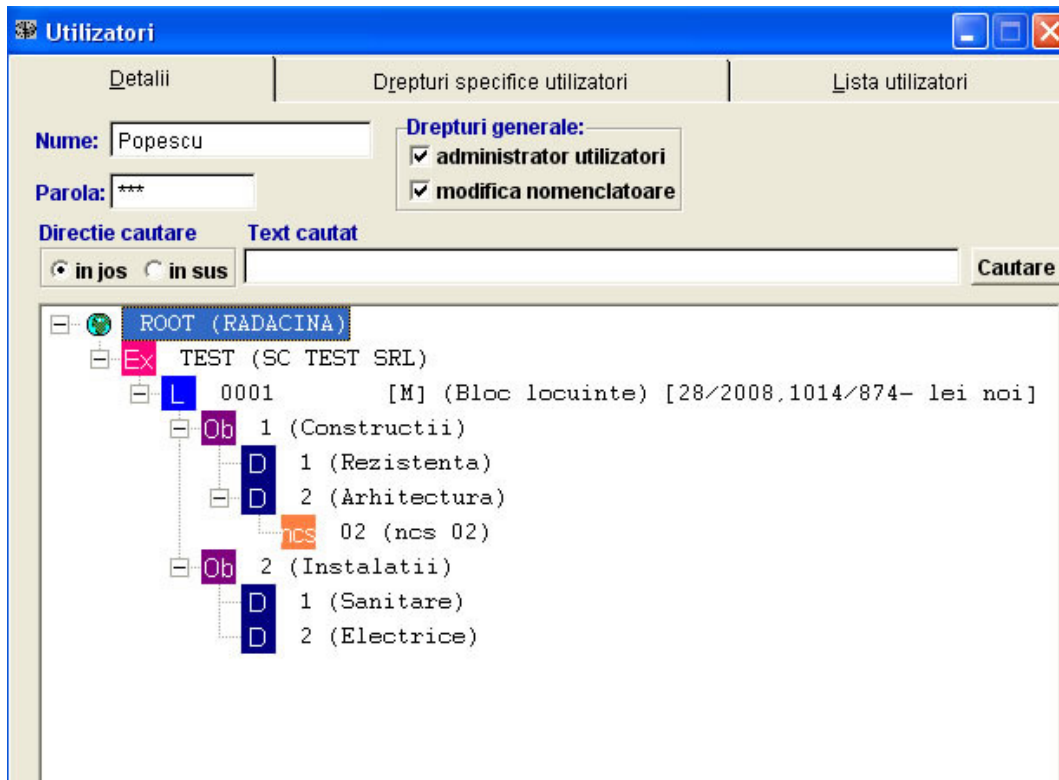 Utilizatori
Detalii Drepturi specifice utilizatori Lista utilizatori
Nume: Popescu
Drepturi generale:
administrator utilizatori
modifica nomenclatoare
Parola: ***
Directie cautare Text cautat
in jos in sus Cautare
ROOT (RADACINA)
Ex TEST (SC TEST SRL)
L 0001 [M] (Bloc locuinte) [28/2008,1014/874- lei noi]
Ob 1 (Constructii)
D 1 (Rezistenta)
D 2 (Arhitectura)
ncs 02 (ncs 02)
Ob 2 (Instalatii)
D 1 (Sanitare)
D 2 (Electrice)